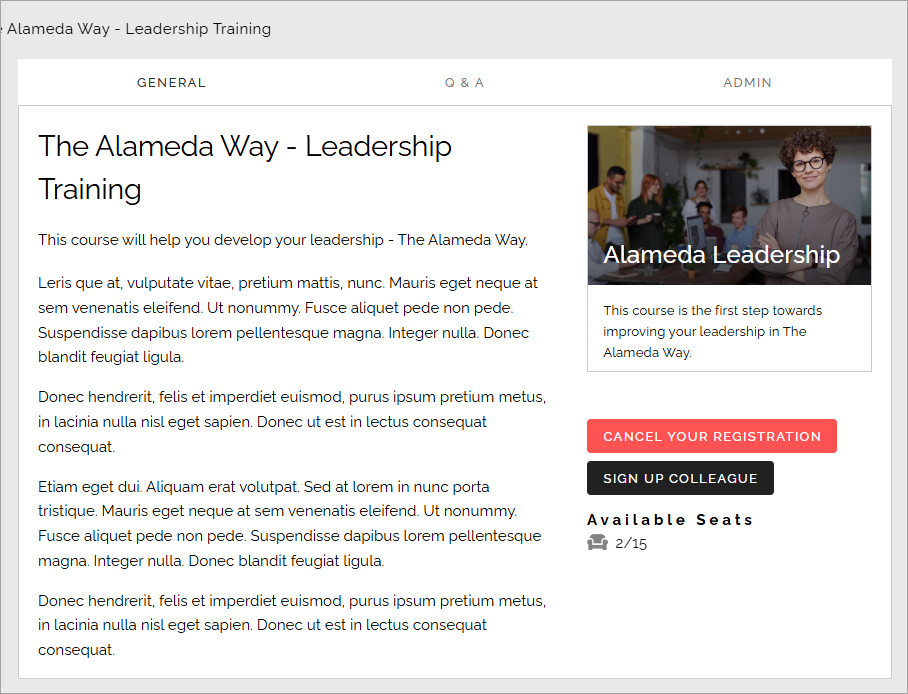 Alameda Way - Leadership Training
GENERAL
Q & A
ADMIN
The Alameda Way - Leadership
Training
This course will help you develop your leadership - The Alameda Way.
Leris que at, vulputate vitae, pretium mattis, nunc. Mauris eget neque at
sem venenatis eleifend. Ut nonummy. Fusce aliquet pede non pede.
Suspendisse dapibus lorem pellentesque magna. Integer nulla. Donec
blandit feugiat ligula.
Donec hendrerit, felis et imperdiet euismod, purus ipsum pretium metus,
in lacinia nulla nisl eget sapien. Donec ut est in lectus consequat
consequat.
Etiam eget dui. Aliquam erat volutpat. Sed at lorem in nunc porta
tristique. Mauris eget neque at sem venenatis eleifend. Ut nonummy.
Fusce aliquet pede non pede. Suspendisse dapibus lorem pellentesque
magna. Integer nulla. Donec blandit feugiat ligula.
Donec hendrerit, felis et imperdiet euismod, purus ipsum pretium metus,
in lacinia nulla nisl eget sapien. Donec ut est in lectus consequat
consequat.
Alameda Leadership
This course is the first step towards
improving your leadership in The
Alameda Way.
CANCEL YOUR REGISTRATION
SIGN UP COLLEAGUE
Available Seats
2/15